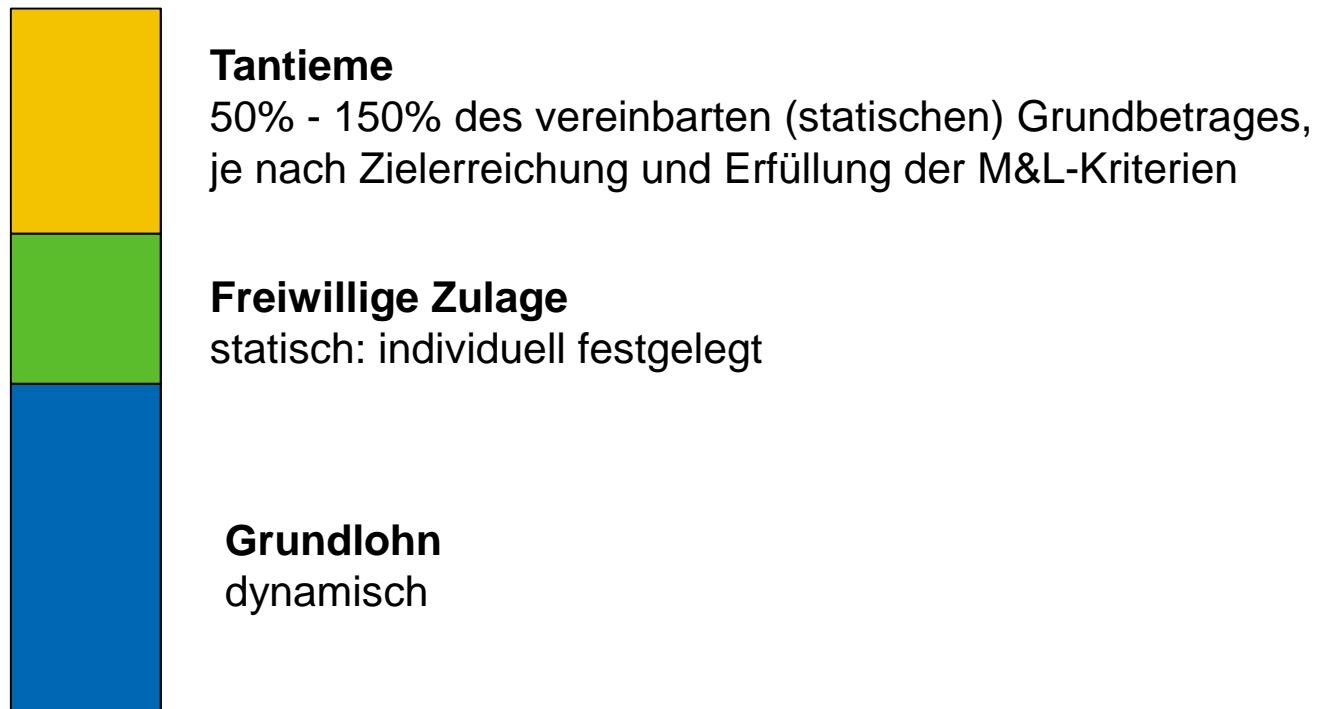 Tantieme
50% - 150% des vereinbarten (statischen) Grundbetrages,
je nach Zielerreichung und Erfüllung der M&L-Kriterien
Freiwillige Zulage
statisch: individuell festgelegt
Grundlohn
dynamisch